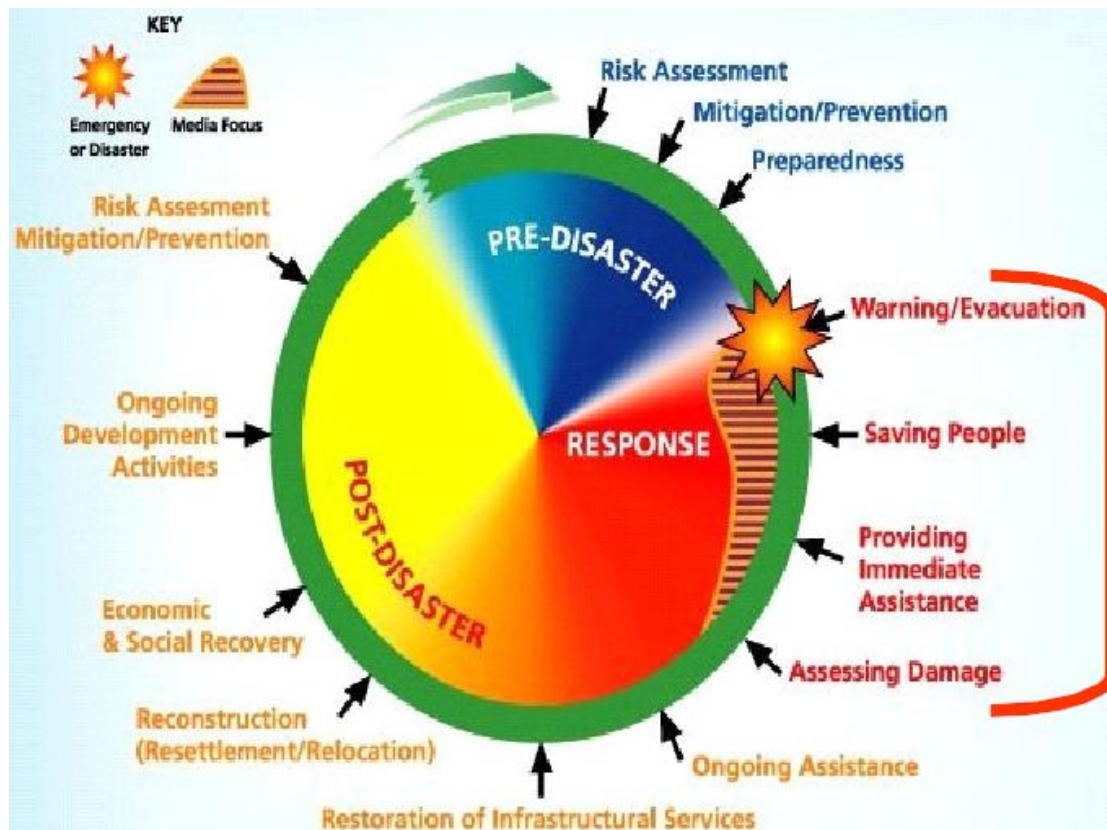 KEY
Emergency
or Disaster
Media Focus
Risk Assessment
Mitigation/Prevention
Preparedness
Warning/Evacuation
Saving People
Providing
Immediate
Assistance
Assessing Damage
Ongoing Assistance
Restoration of Infrastructural Services
Reconstruction
(Resettlement/Relocation)
Economic
& Social Recovery
Ongoing
Development
Activities
Risk Assesment
Mitigation/Prevention
PRE-DISASTER
RESPONSE
POST-DISASTER